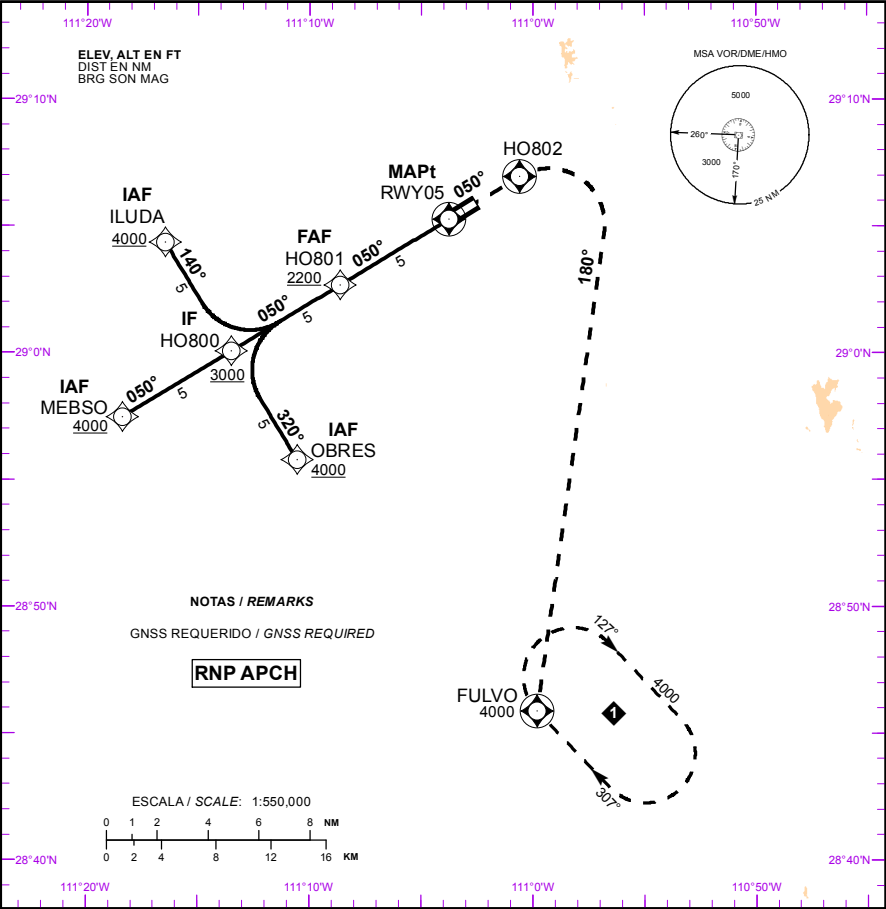 111°20'W
111°10'W
111°0'W
110°50'W
ELEV, ALT EN FT
DIST EN NM
BRG SON MAG
MSA VOR/DME/HMO
5000
260°
3000
170°
25 NM
29°10'N
29°10'N
HO802
MAPt
RWY05
050°
IAF
ILUDA
4000
140°
5
FAF
HO801
2200
050°
5
180°
IF
HO800
3000
050°
5
29°0'N
29°0'N
IAF
MEBSO
4000
050°
5
320°
5
IAF
OBRES
4000
NOTAS / REMARKS
GNSS REQUERIDO / GNSS REQUIRED
RNP APCH
28°50'N
28°50'N
127°
4000
FULVO
4000
1
307°
ESCALA / SCALE: 1:550,000
0 1 2 4 6 8 NM
0 2 4 8 12 16 KM
28°40'N
28°40'N
111°20'W
111°10'W
111°0'W
110°50'W